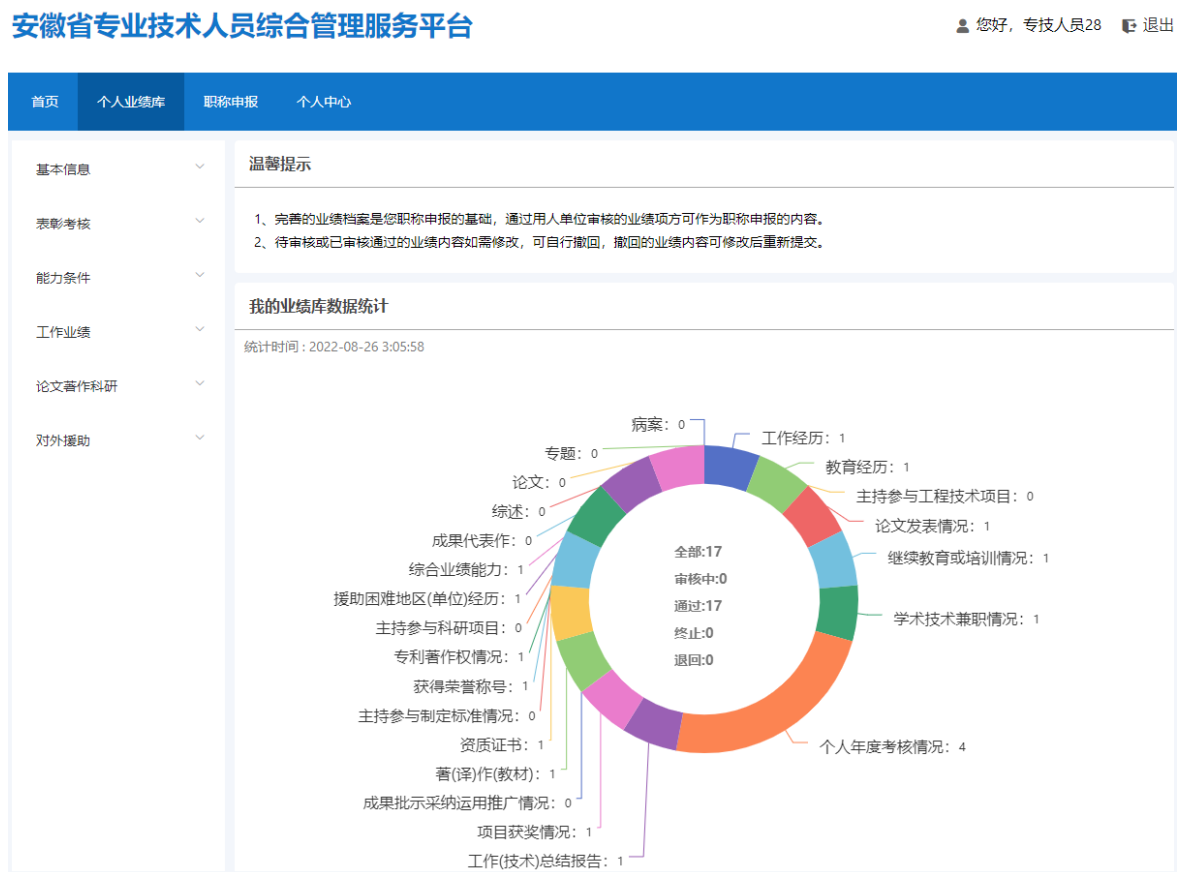 安徽省专业技术人员综合管理服务平台
您好，专技人员28 退出
首页 个人业绩库 职称申报 个人中心
基本信息
表彰考核
能力条件
工作业绩
论文著作科研
对外援助
温馨提示
1、完善的业绩档案是您职称申报的基础，通过用人单位审核的业绩项方可作为职称申报的内容。
2、待审核或已审核通过的业绩内容如需修改，可自行撤回，撤回的业绩内容可修改后重新提交。
我的业绩库数据统计
统计时间 : 2022-08-26 3:05:58
病案：0
专题：0
论文：0
综述：0
成果代表作：0
综合业绩能力：1
援助困难地区(单位)经历：1
主持参与科研项目：0
专利著作权情况：1
获得荣誉称号：1
主持参与制定标准情况：0
资质证书：1
著(译)作(教材)：1
成果批示采纳运用推广情况：0
项目获奖情况：1
工作(技术)总结报告：1
工作经历：1
教育经历：1
主持参与工程技术项目：0
论文发表情况：1
继续教育或培训情况：1
学术技术兼职情况：1
个人年度考核情况：4
全部:17
审核中:0
通过:17
终止:0
退回:0